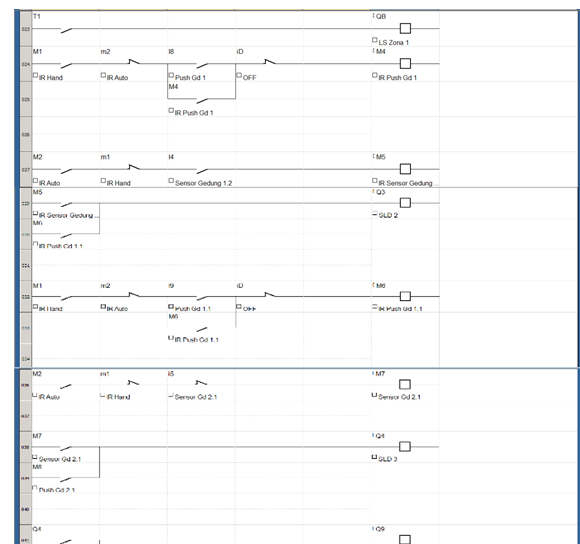 T1 [ QB
023
LS Zona 1
M1 m2 I8 iD [ M4
024
IR Hand IR Auto Push Gd 1 OFF IR Push Gd 1
M4
025
IR Push Gd 1
026
M2 m1 I4 [ M5
027
IR Auto IR Hand Sensor Gedung 1.2 IR Sensor Gedung ...
M5 [ Q3
IR Sensor Gedung ... SLD 2
M6
IR Push Gd 1.1
M1 m2 I9 iD [ M6
IR Hand IR Auto Push Gd 1.1 OFF IR Push Gd 1.1
M6
IR Push Gd 1.1
M2 m1 i5 [ M7
IR Auto IR Hand Sensor Gd 2.1 Sensor Gd 2.1
M7 [ Q4
Sensor Gd 2.1 SLD 3
M8
Push Gd 2.1
Q4 [ Q9